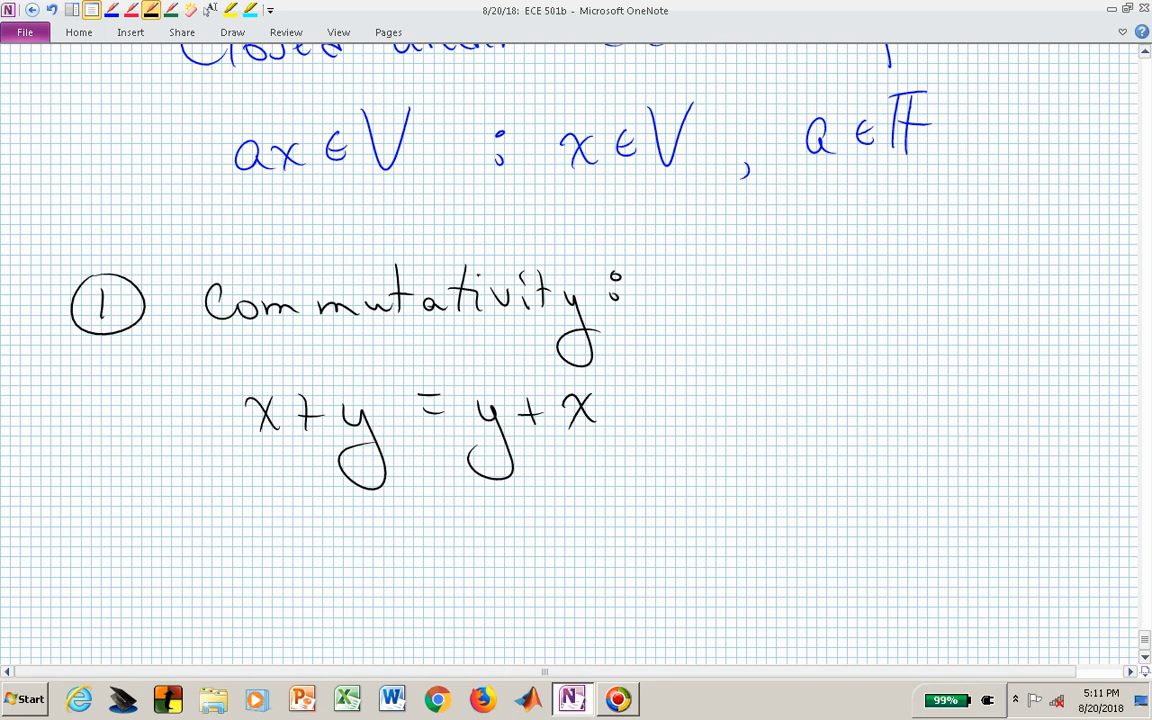 8/20/18: ECE 501b - Microsoft OneNote
File Home Insert Share Draw Review View Pages
Closed
ax ∈ V : x ∈ V , a ∈ F
① Commutativity:
x + y = y + x
Start
99%
5:11 PM
8/20/2018